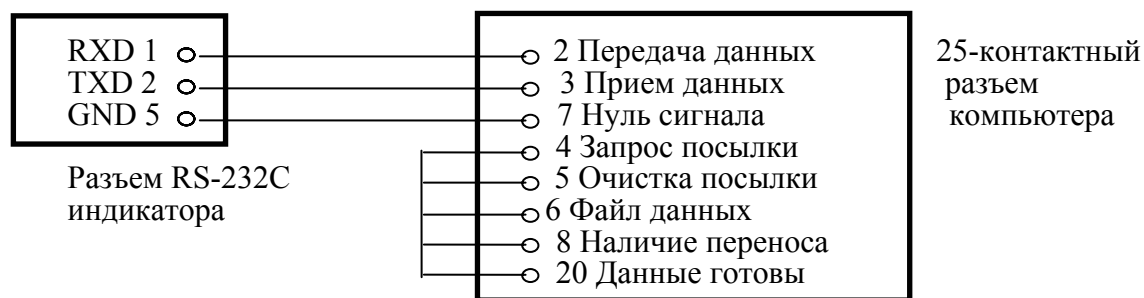 RXD 1
TXD 2
GND 5
Разъем RS-232C
индикатора
2 Передача данных
3 Прием данных
7 Нуль сигнала
4 Запрос посылки
5 Очистка посылки
6 Файл данных
8 Наличие переноса
20 Данные готовы
25-контактный
разъем
компьютера